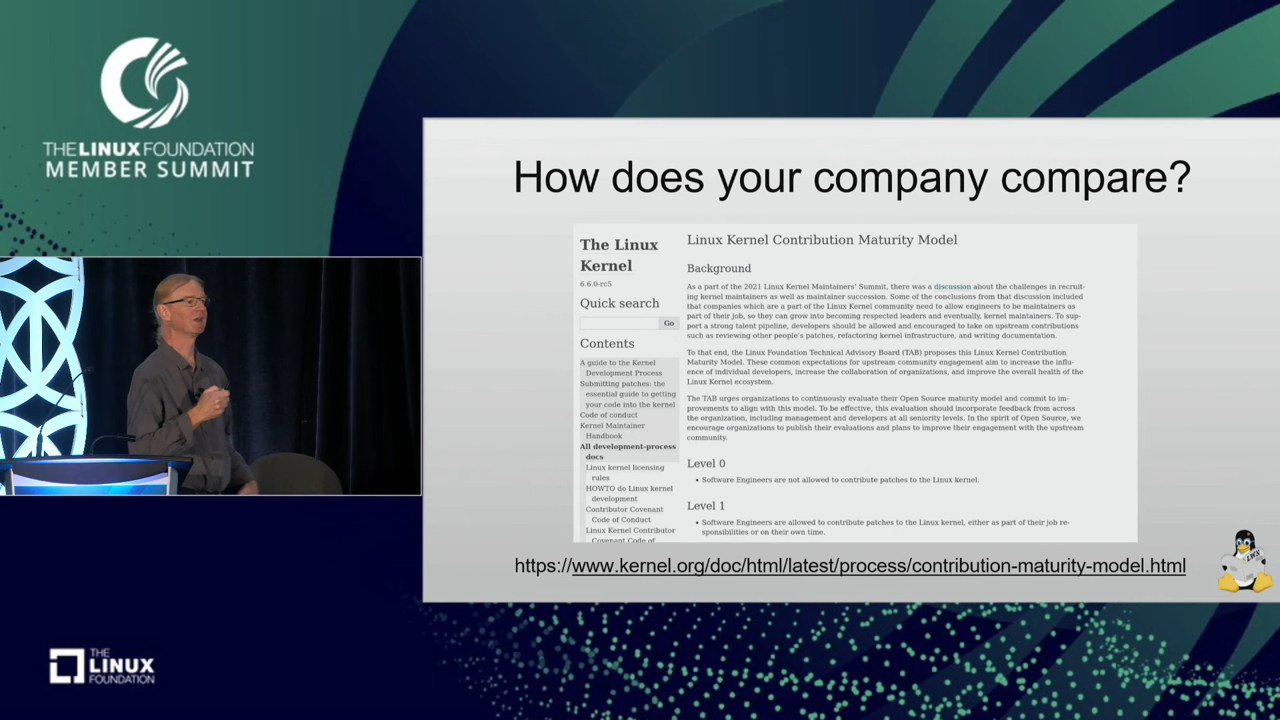 THE LINUX FOUNDATION
MEMBER SUMMIT
How does your company compare?
The Linux
Kernel
6.6.0-rc5
Quick search
Go
Contents
A guide to the Kernel
Development Process
Submitting patches: the
essential guide to getting
your code into the kernel
Code of conduct
Kernel Maintainer
Handbook
All development-process
docs
Linux kernel licensing
rules
HOWTO do Linux kernel
development
Contributor Covenant
Code of Conduct
Linux Kernel Contributor
Covenant Code of
Linux Kernel Contribution Maturity Model
Background
As a part of the 2021 Linux Kernel Maintainers’ Summit, there was a discussion about the challenges in recruit-
ing kernel maintainers as well as maintainer succession. Some of the conclusions from that discussion included
that companies which are a part of the Linux Kernel community need to allow engineers to be maintainers as
part of their job, so they can grow into becoming respected leaders and eventually, kernel maintainers. To sup-
port a strong talent pipeline, developers should be allowed and encouraged to take on upstream contributions
such as reviewing other people’s patches, refactoring kernel infrastructure, and writing documentation.
To that end, the Linux Foundation Technical Advisory Board (TAB) proposes this Linux Kernel Contribution
Maturity Model. These common expectations for upstream community engagement aim to increase the influ-
ence of individual developers, increase the collaboration of organizations, and improve the overall health of the
Linux Kernel ecosystem.
The TAB urges organizations to continuously evaluate their Open Source maturity model and commit to im-
provements to align with this model. To be effective, this evaluation should incorporate feedback from across
the organization, including management and developers at all seniority levels. In the spirit of Open Source, we
encourage organizations to publish their evaluations and plans to improve their engagement with the upstream
community.
Level 0
• Software Engineers are not allowed to contribute patches to the Linux kernel.
Level 1
• Software Engineers are allowed to contribute patches to the Linux kernel, either as part of their job re-
sponsibilities or on their own time.
https://www.kernel.org/doc/html/latest/process/contribution-maturity-model.html
LWN
THE
LINUX
FOUNDATION